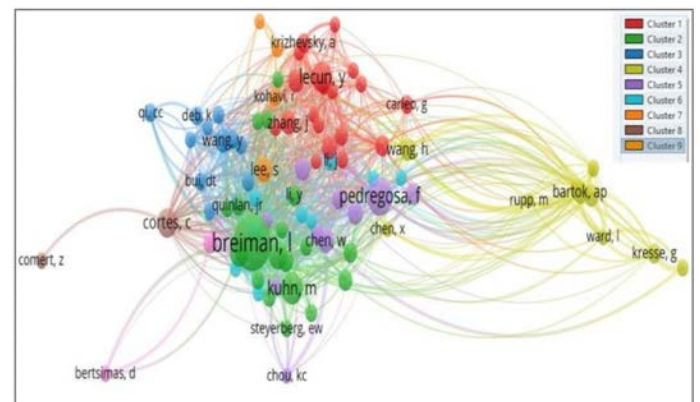 krizhevsky, a
lecun, y
kohavi, r
carleo, g
qi, cc
deb, k
zhang, j
wang, y
wang, h
lee, s
bui, dt
li, y
pedregosa, f
quinlan, jr
rupp, m
bartok, ap
cortes, c
chen, x
breiman, l
chen, w
ward, l
kresse, g
comert, z
kuhn, m
steyerberg, ew
bertsimas, d
chou, kc
Cluster 1
Cluster 2
Cluster 3
Cluster 4
Cluster 5
Cluster 6
Cluster 7
Cluster 8
Cluster 9